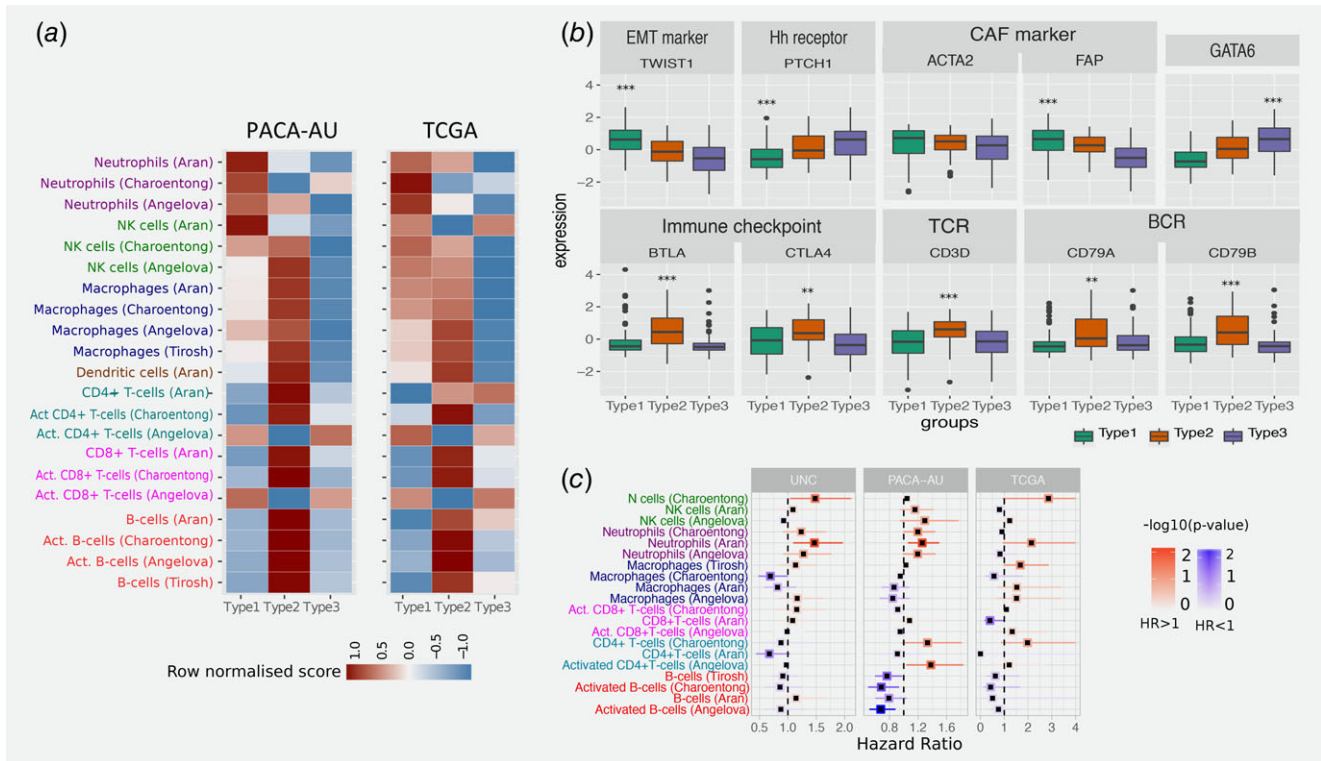 (a)
PACA-AU TCGA
Neutrophils (Aran)
Neutrophils (Charoentong)
Neutrophils (Angelova)
NK cells (Aran)
NK cells (Charoentong)
NK cells (Angelova)
Macrophages (Aran)
Macrophages (Charoentong)
Macrophages (Angelova)
Macrophages (Tirosh)
Dendritic cells (Aran)
CD4+ T-cells (Aran)
Act CD4+ T-cells (Charoentong)
Act. CD4+ T-cells (Angelova)
CD8+ T-cells (Aran)
Act. CD8+ T-cells (Charoentong)
Act. CD8+ T-cells (Angelova)
B-cells (Aran)
Act. B-cells (Charoentong)
Act. B-cells (Angelova)
B-cells (Tirosh)
Type1 Type2 Type3 Type1 Type2 Type3
Row normalised score
1.0 0.5 0.0 −0.5 −1.0
(b)
EMT marker Hh receptor CAF marker GATA6
TWIST1 PTCH1 ACTA2 FAP
*** *** *** ***
4
2
0
−2
expression
Immune checkpoint TCR BCR
BTLA CTLA4 CD3D CD79A CD79B
*** ** *** ** ***
4
2
0
−2
Type1 Type2 Type3 Type1 Type2 Type3 Type1 Type2 Type3 Type1 Type2 Type3 Type1 Type2 Type3
groups
Type1 Type2 Type3
(c)
UNC PACA−AU TCGA
N cells (Charoentong)
NK cells (Aran)
NK cells (Angelova)
Neutrophils (Charoentong)
Neutrophils (Aran)
Neutrophils (Angelova)
Macrophages (Tirosh)
Macrophages (Charoentong)
Macrophages (Aran)
Macrophages (Angelova)
Act. CD8+ T-cells (Charoentong)
CD8+T-cells (Aran)
Act. CD8+T-cells (Angelova)
CD4+ T-cells (Charoentong)
CD4+T-cells (Aran)
Activated CD4+T-cells (Angelova)
B-cells (Tirosh)
Activated B-cells (Charoentong)
B-cells (Aran)
Activated B-cells (Angelova)
0.5 1.0 1.5 2.0 0.8 1.2 1.6 0 1 2 3 4
Hazard Ratio
-log10(p-value)
2 2
1 1
0 0
HR>1 HR<1